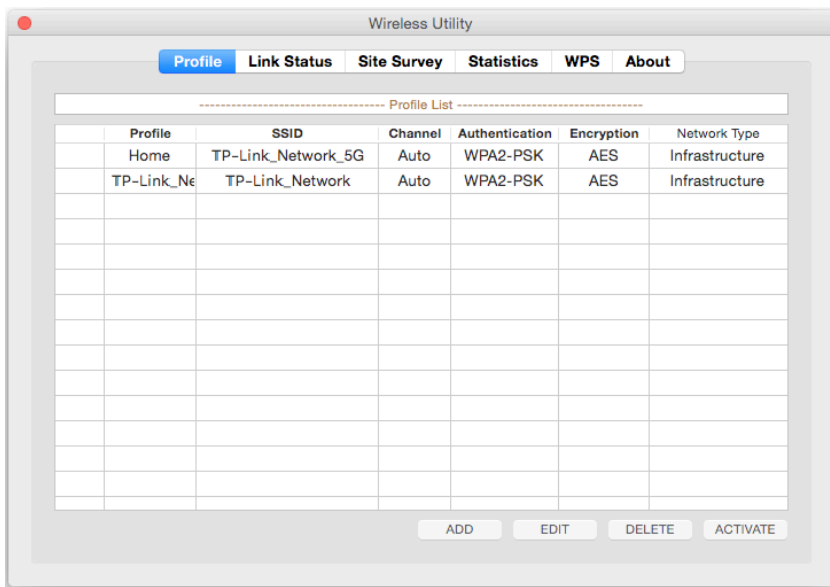 Wireless Utility
Profile Link Status Site Survey Statistics WPS About
----------------------------------- Profile List -----------------------------------
Profile SSID Channel Authentication Encryption Network Type
Home TP-Link_Network_5G Auto WPA2-PSK AES Infrastructure
TP-Link_Ne TP-Link_Network Auto WPA2-PSK AES Infrastructure
ADD EDIT DELETE ACTIVATE